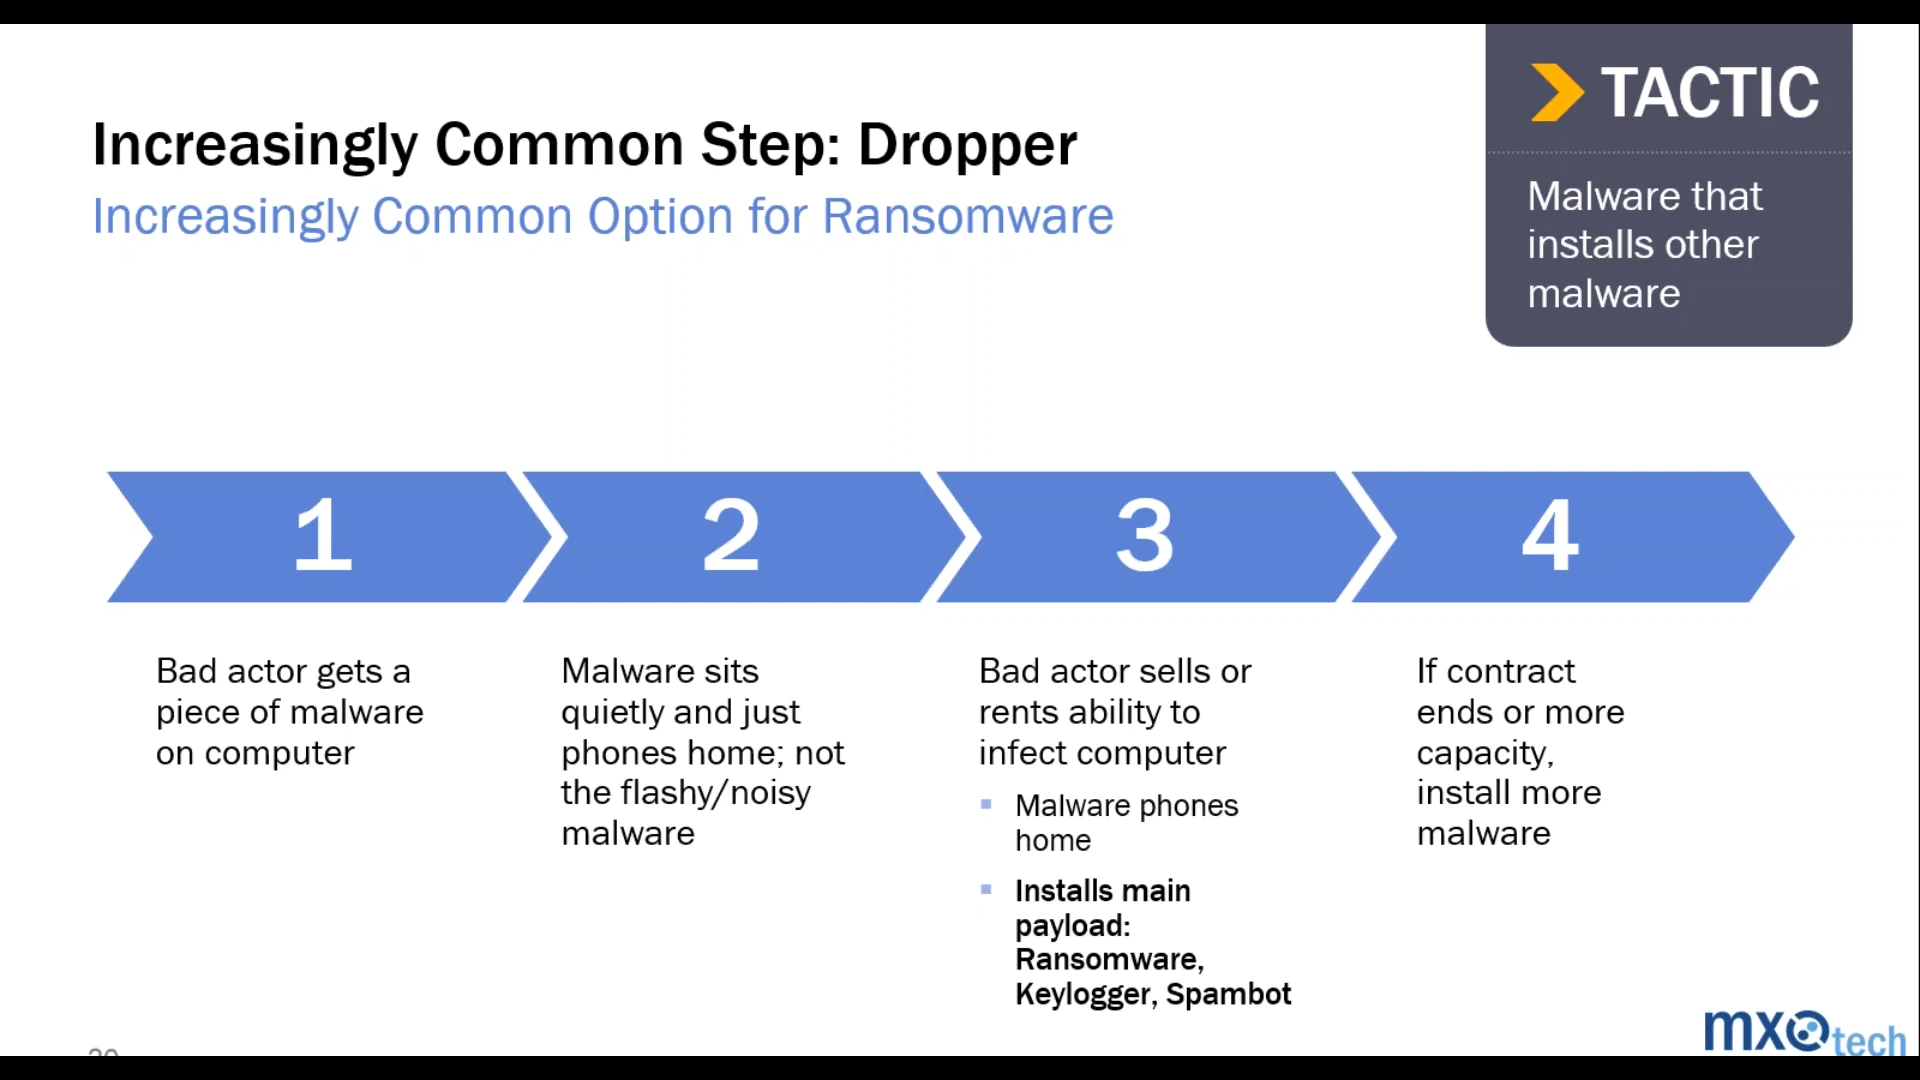 TACTIC
Malware that
installs other
malware
Increasingly Common Step: Dropper
Increasingly Common Option for Ransomware
1
2
3
4
Bad actor gets a
piece of malware
on computer
Malware sits
quietly and just
phones home; not
the flashy/noisy
malware
Bad actor sells or
rents ability to
infect computer
Malware phones
home
Installs main
payload:
Ransomware,
Keylogger, Spambot
If contract
ends or more
capacity,
install more
malware
mxotech